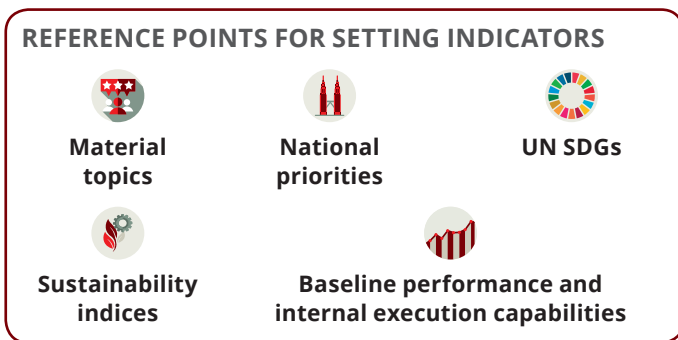 REFERENCE POINTS FOR SETTING INDICATORS
Material
topics
National
priorities
UN SDGs
Sustainability
indices
Baseline performance and
internal execution capabilities